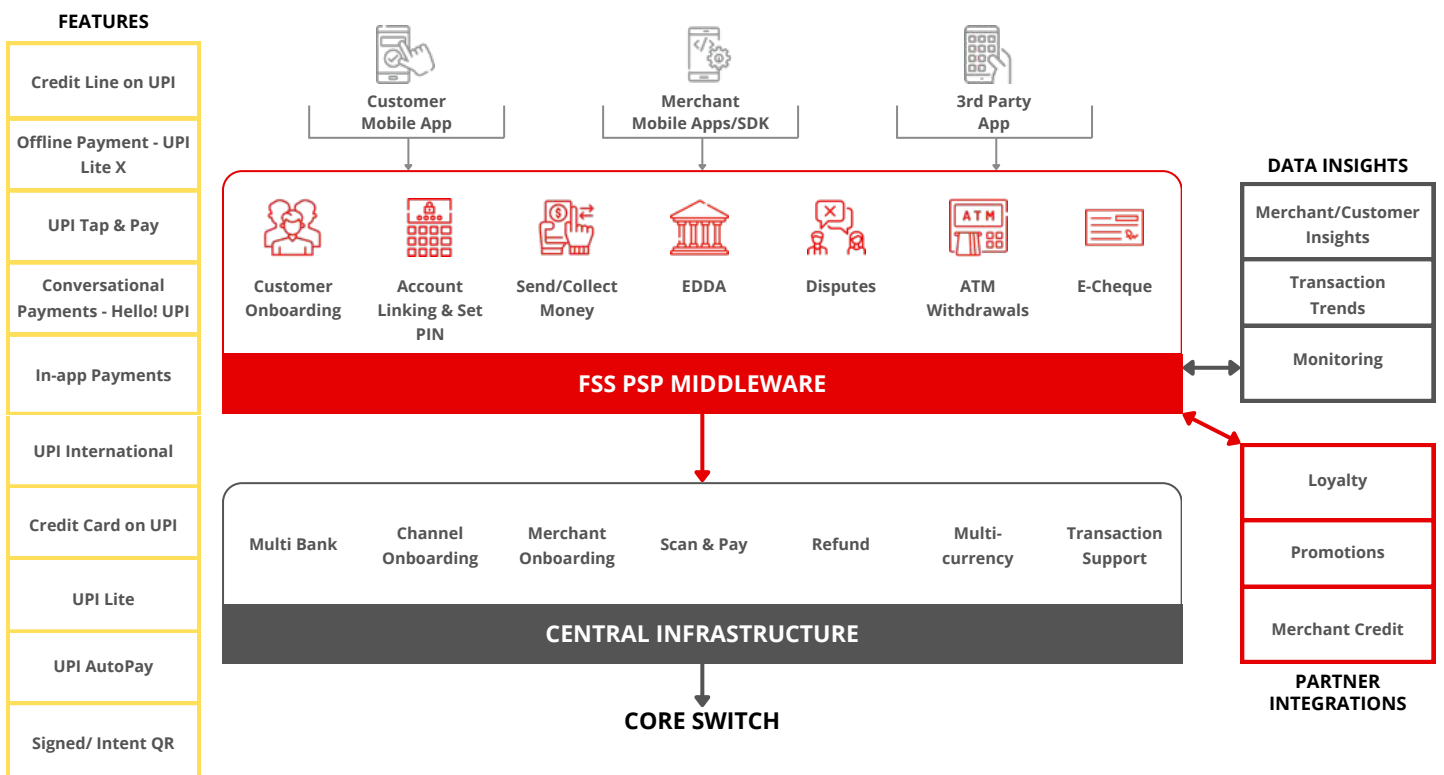 FEATURES
Credit Line on UPI
Offline Payment - UPI
Lite X
UPI Tap & Pay
Conversational
Payments - Hello! UPI
In-app Payments
UPI International
Credit Card on UPI
UPI Lite
UPI AutoPay
Signed/ Intent QR
Customer
Mobile App
Merchant
Mobile Apps/SDK
3rd Party
App
Customer
Onboarding
Account
Linking & Set
PIN
Send/Collect
Money
EDDA
Disputes
ATM
ATM
Withdrawals
E-Cheque
FSS PSP MIDDLEWARE
Multi Bank
Channel
Onboarding
Merchant
Onboarding
Scan & Pay
Refund
Multi-
currency
Transaction
Support
CENTRAL INFRASTRUCTURE
CORE SWITCH
DATA INSIGHTS
Merchant/Customer
Insights
Transaction
Trends
Monitoring
Loyalty
Promotions
Merchant Credit
PARTNER
INTEGRATIONS